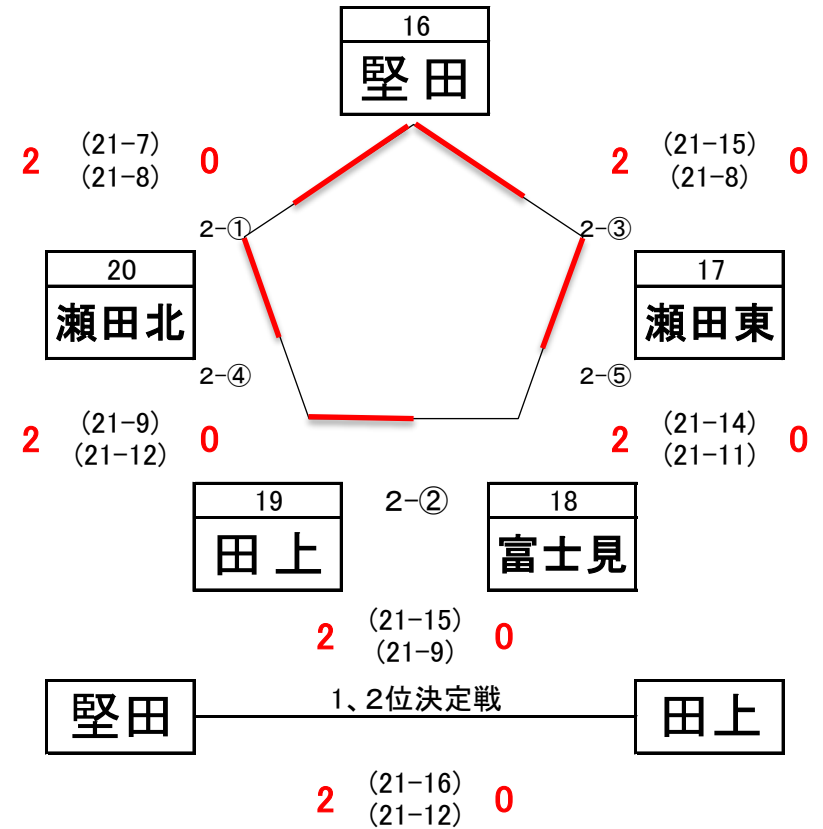 16
堅田
2 (21-7) 0
(21-8)
2 (21-15) 0
(21-8)
2-①
2-③
20
瀬田北
17
瀬田東
2-④
2-⑤
2 (21-9) 0
(21-12)
2 (21-14) 0
(21-11)
19
田上
2-②
18
富士見
2 (21-15) 0
(21-9)
堅田
1、2位決定戦
田上
2 (21-16) 0
(21-12)